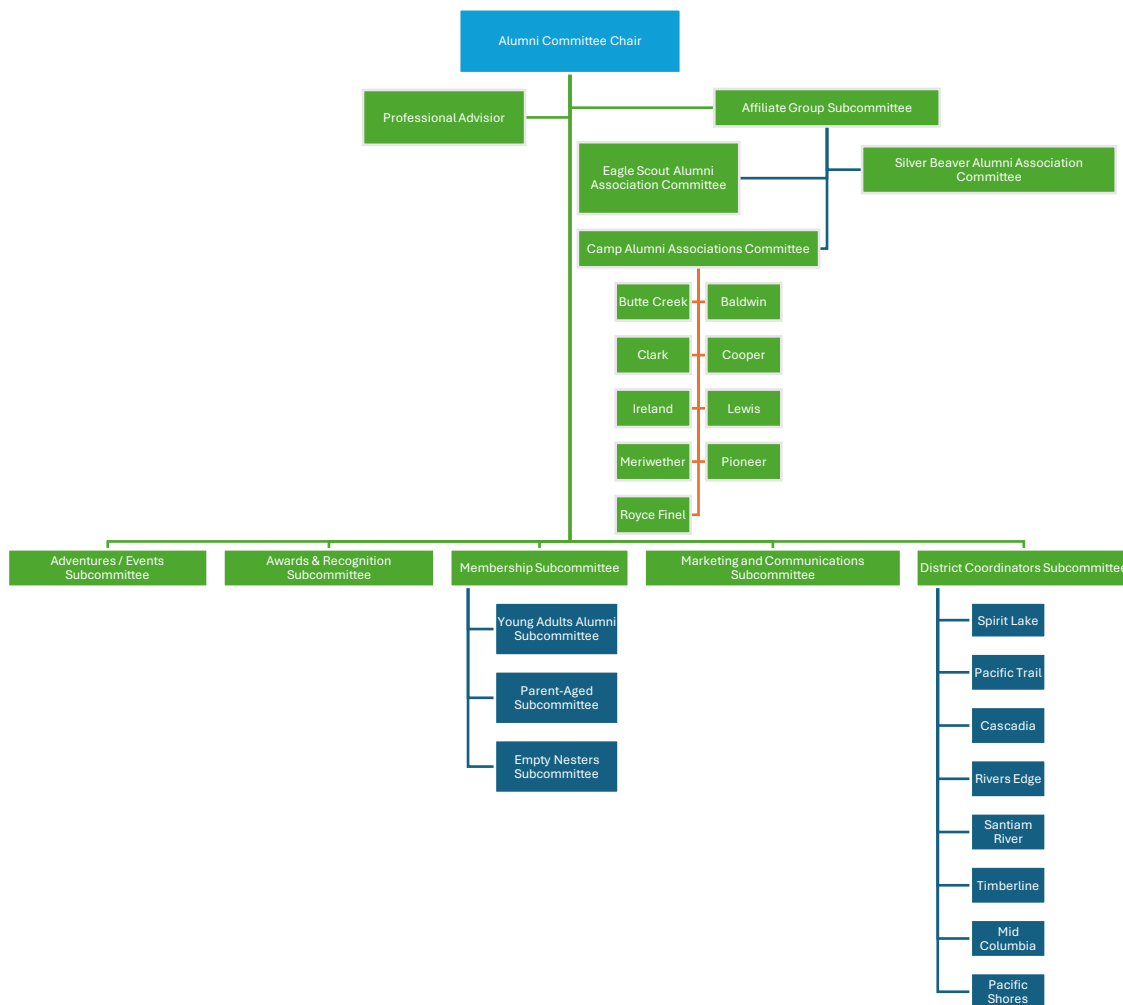 Alumni Committee Chair
Professional Advisior
Affiliate Group Subcommittee
Eagle Scout Alumni
Association Committee
Silver Beaver Alumni Association
Committee
Camp Alumni Associations Committee
Butte Creek
Baldwin
Clark
Cooper
Ireland
Lewis
Meriwether
Pioneer
Royce Finel
Adventures / Events
Subcommittee
Awards & Recognition
Subcommittee
Membership Subcommittee
Marketing and Communications
Subcommittee
District Coordinators Subcommittee
Young Adults Alumni
Subcommittee
Parent-Aged
Subcommittee
Empty Nesters
Subcommittee
Spirit Lake
Pacific Trail
Cascadia
Rivers Edge
Santiam
River
Timberline
Mid
Columbia
Pacific
Shores